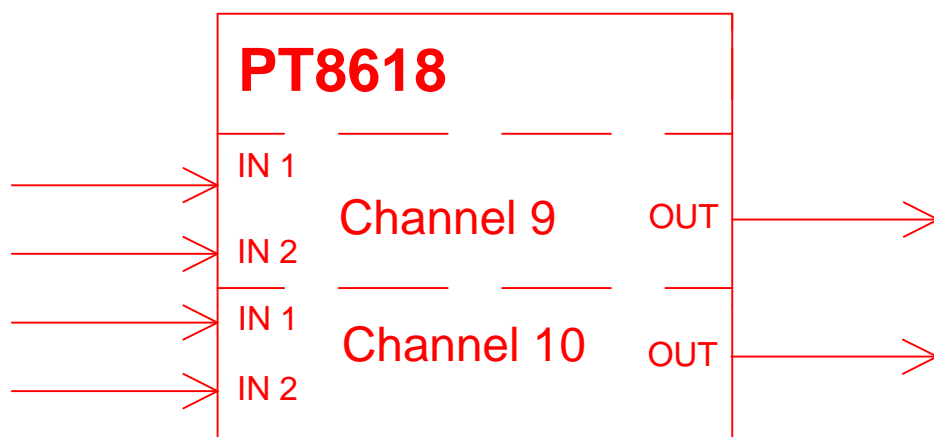 PT8618
IN 1
Channel 9
OUT
IN 2
IN 1
Channel 10
OUT
IN 2